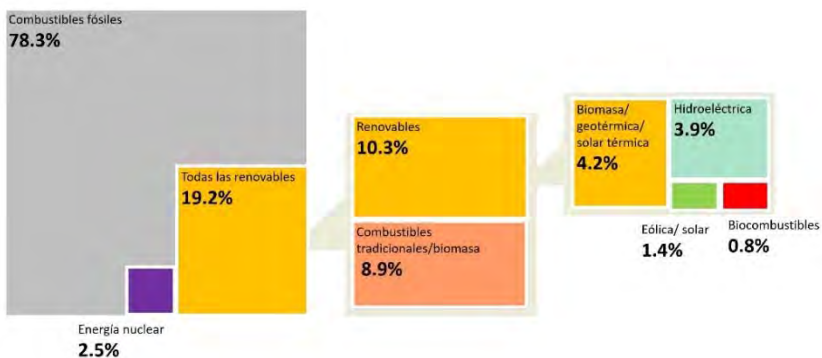 Combustibles fósiles
78.3%
Todas las renovables
19.2%
Energía nuclear
2.5%
Renovables
10.3%
Combustibles
tradicionales/biomasa
8.9%
Biomasa/
geotérmica/
solar térmica
4.2%
Hidroeléctrica
3.9%
Eólica/ solar
1.4%
Biocombustibles
0.8%